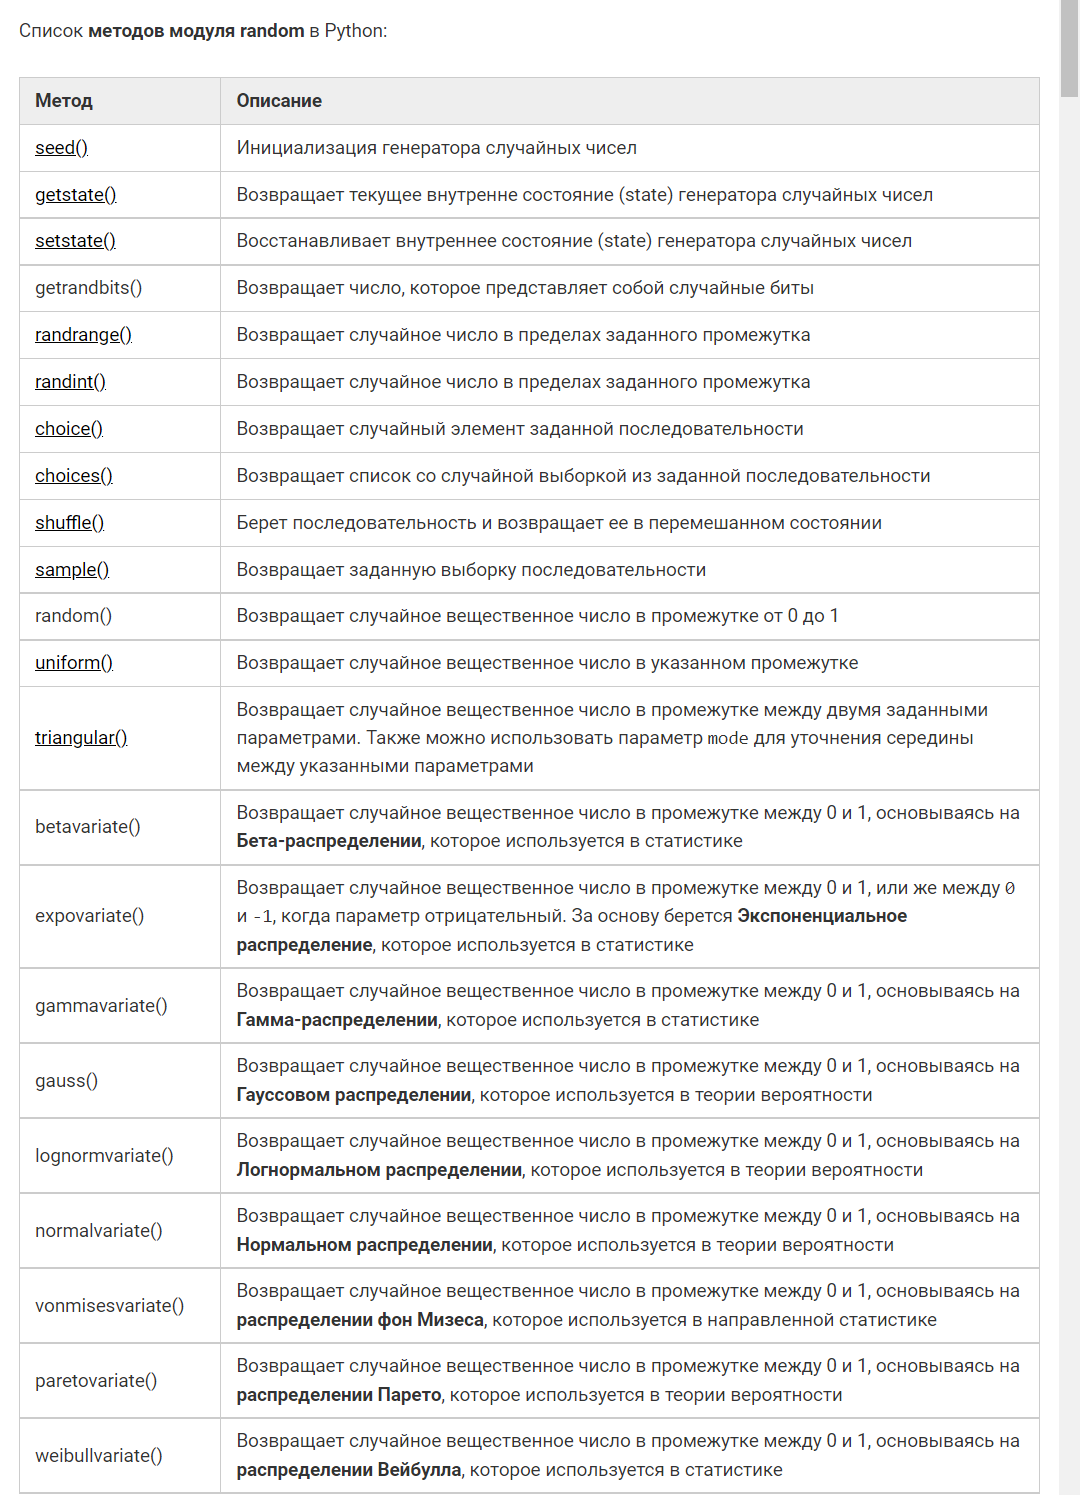 Список методов модуля random в Python:
Метод Описание
seed() Инициализация генератора случайных чисел
getstate() Возвращает текущее внутренне состояние (state) генератора случайных чисел
setstate() Восстанавливает внутреннее состояние (state) генератора случайных чисел
getrandbits() Возвращает число, которое представляет собой случайные биты
randrange() Возвращает случайное число в пределах заданного промежутка
randint() Возвращает случайное число в пределах заданного промежутка
choice() Возвращает случайный элемент заданной последовательности
choices() Возвращает список со случайной выборкой из заданной последовательности
shuffle() Берет последовательность и возвращает ее в перемешанном состоянии
sample() Возвращает заданную выборку последовательности
random() Возвращает случайное вещественное число в промежутке от 0 до 1
uniform() Возвращает случайное вещественное число в указанном промежутке
triangular() Возвращает случайное вещественное число в промежутке между двумя заданными
параметрами. Также можно использовать параметр mode для уточнения середины
между указанными параметрами
betavariate() Возвращает случайное вещественное число в промежутке между 0 и 1, основываясь на
Бета-распределении, которое используется в статистике
expovariate() Возвращает случайное вещественное число в промежутке между 0 и 1, или же между 0
и -1, когда параметр отрицательный. За основу берется Экспоненциальное
распределение, которое используется в статистике
gammavariate() Возвращает случайное вещественное число в промежутке между 0 и 1, основываясь на
Гамма-распределении, которое используется в статистике
gauss() Возвращает случайное вещественное число в промежутке между 0 и 1, основываясь на
Гауссовом распределении, которое используется в теории вероятности
lognormvariate() Возвращает случайное вещественное число в промежутке между 0 и 1, основываясь на
Логнормальном распределении, которое используется в теории вероятности
normalvariate() Возвращает случайное вещественное число в промежутке между 0 и 1, основываясь на
Нормальном распределении, которое используется в теории вероятности
vonmisesvariate() Возвращает случайное вещественное число в промежутке между 0 и 1, основываясь на
распределении фон Мизеса, которое используется в направленной статистике
paretovariate() Возвращает случайное вещественное число в промежутке между 0 и 1, основываясь на
распределении Парето, которое используется в теории вероятности
weibullvariate() Возвращает случайное вещественное число в промежутке между 0 и 1, основываясь на
распределении Вейбулла, которое используется в статистике